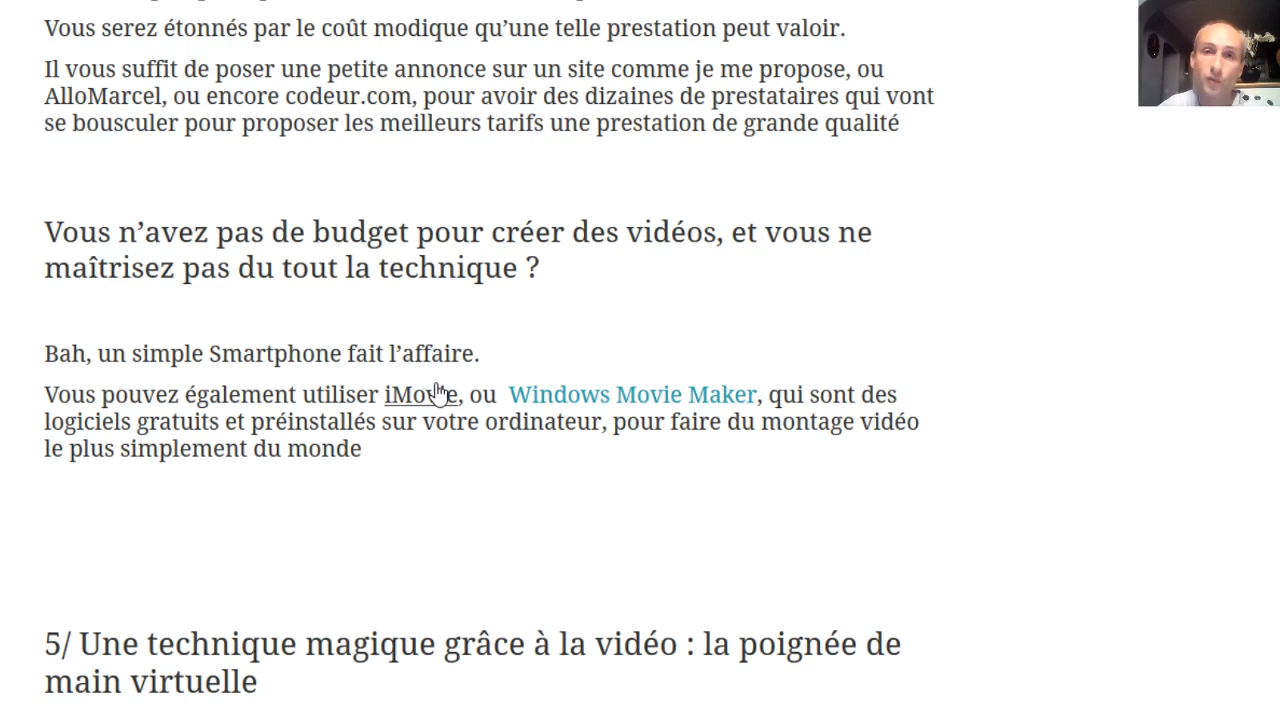 Vous serez étonnés par le coût modique qu’une telle prestation peut valoir.
Il vous suffit de poser une petite annonce sur un site comme je me propose, ou
AlloMarcel, ou encore codeur.com, pour avoir des dizaines de prestataires qui vont
se bousculer pour proposer les meilleurs tarifs une prestation de grande qualité
Vous n’avez pas de budget pour créer des vidéos, et vous ne
maîtrisez pas du tout la technique ?
Bah, un simple Smartphone fait l’affaire.
Vous pouvez également utiliser iMovie, ou Windows Movie Maker, qui sont des
logiciels gratuits et préinstallés sur votre ordinateur, pour faire du montage vidéo
le plus simplement du monde
5/ Une technique magique grâce à la vidéo : la poignée de
main virtuelle